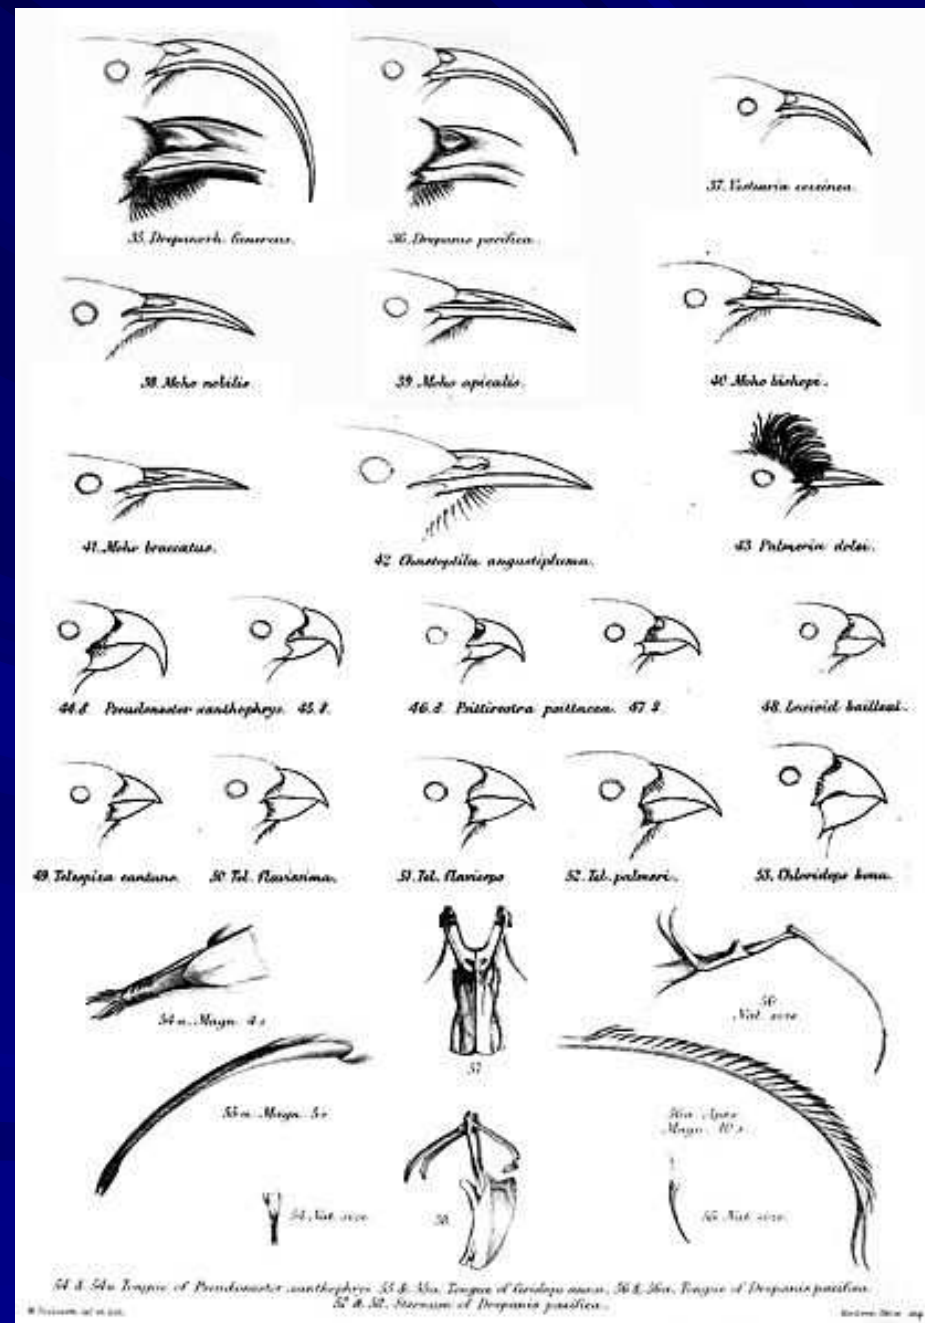 35. Drepanorh. funereus.
36. Drepanis pacifica.
37. Vestiaria coccinea.
38. Moho nobilis.
39. Moho apicalis.
40 Moho bishopi.
41. Moho braccatus.
42 Chaetoptila angustipluma.
43 Palmeria dolei.
44.♂ Pseudonestor xanthophrys. 45.♀.
46.♂. Psittirostra psittacea. 47 ♀.
48. Loxioid bailleui.
49. Telespiza cantans.
50 Tel. flavissima.
51. Tel. flaviceps
52. Tel. palmeri.
53. Chloridops kona.
54 a. Magn. 4 x
57
56
Nat. size.
55 a. Magn. 5 x
56a. Apex
Magn. 10 x.
54. Nat. size
58.
55. Nat. size.
54 & 54a Tongue of Pseudonestor xanthophrys. 55 & 55a. Tongue of Ciridops anna. 56 & 56a. Tongue of Drepanis pacifica.
57 & 58. Sternum of Drepanis pacifica.